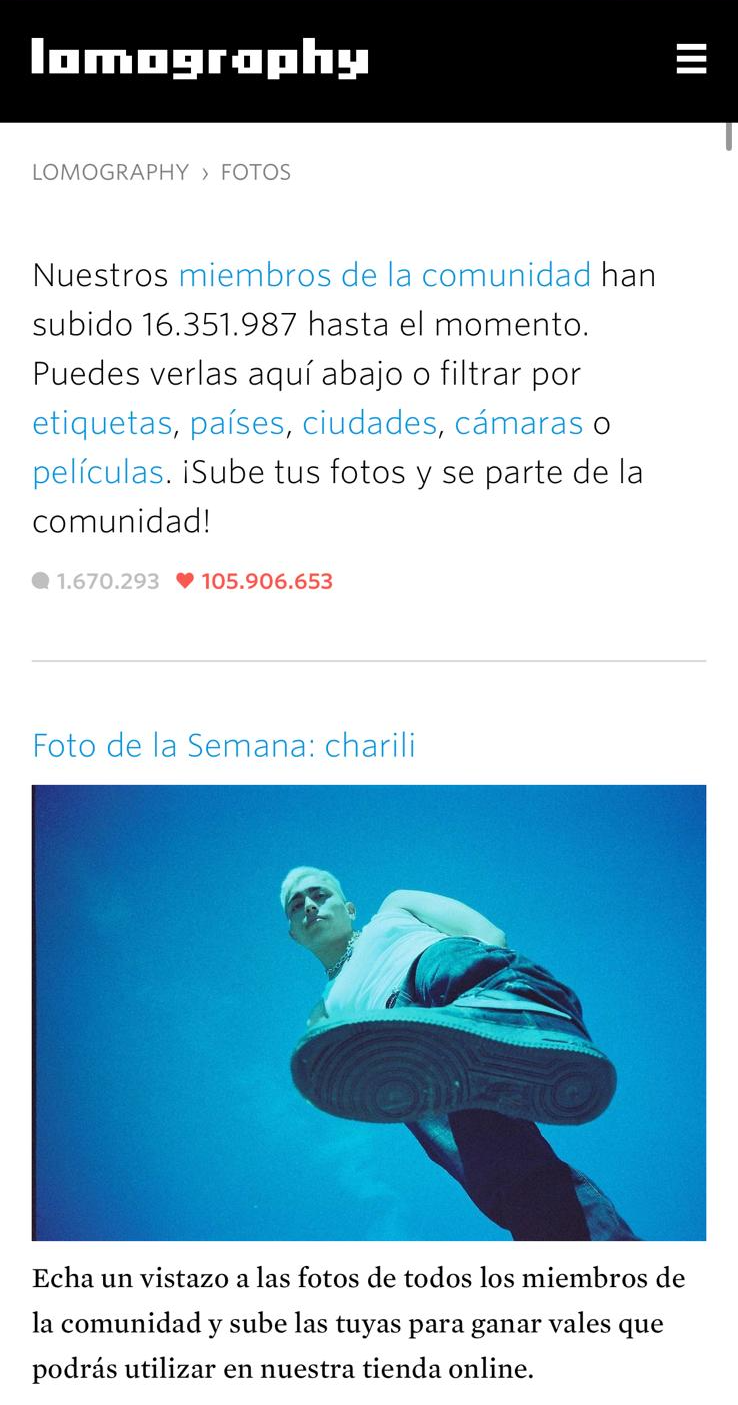 lomography
LOMOGRAPHY › FOTOS
Nuestros miembros de la comunidad han
subido 16.351.987 hasta el momento.
Puedes verlas aquí abajo o filtrar por
etiquetas, países, ciudades, cámaras o
películas. ¡Sube tus fotos y se parte de la
comunidad!
1.670.293 105.906.653
Foto de la Semana: charili
Echa un vistazo a las fotos de todos los miembros de
la comunidad y sube las tuyas para ganar vales que
podrás utilizar en nuestra tienda online.